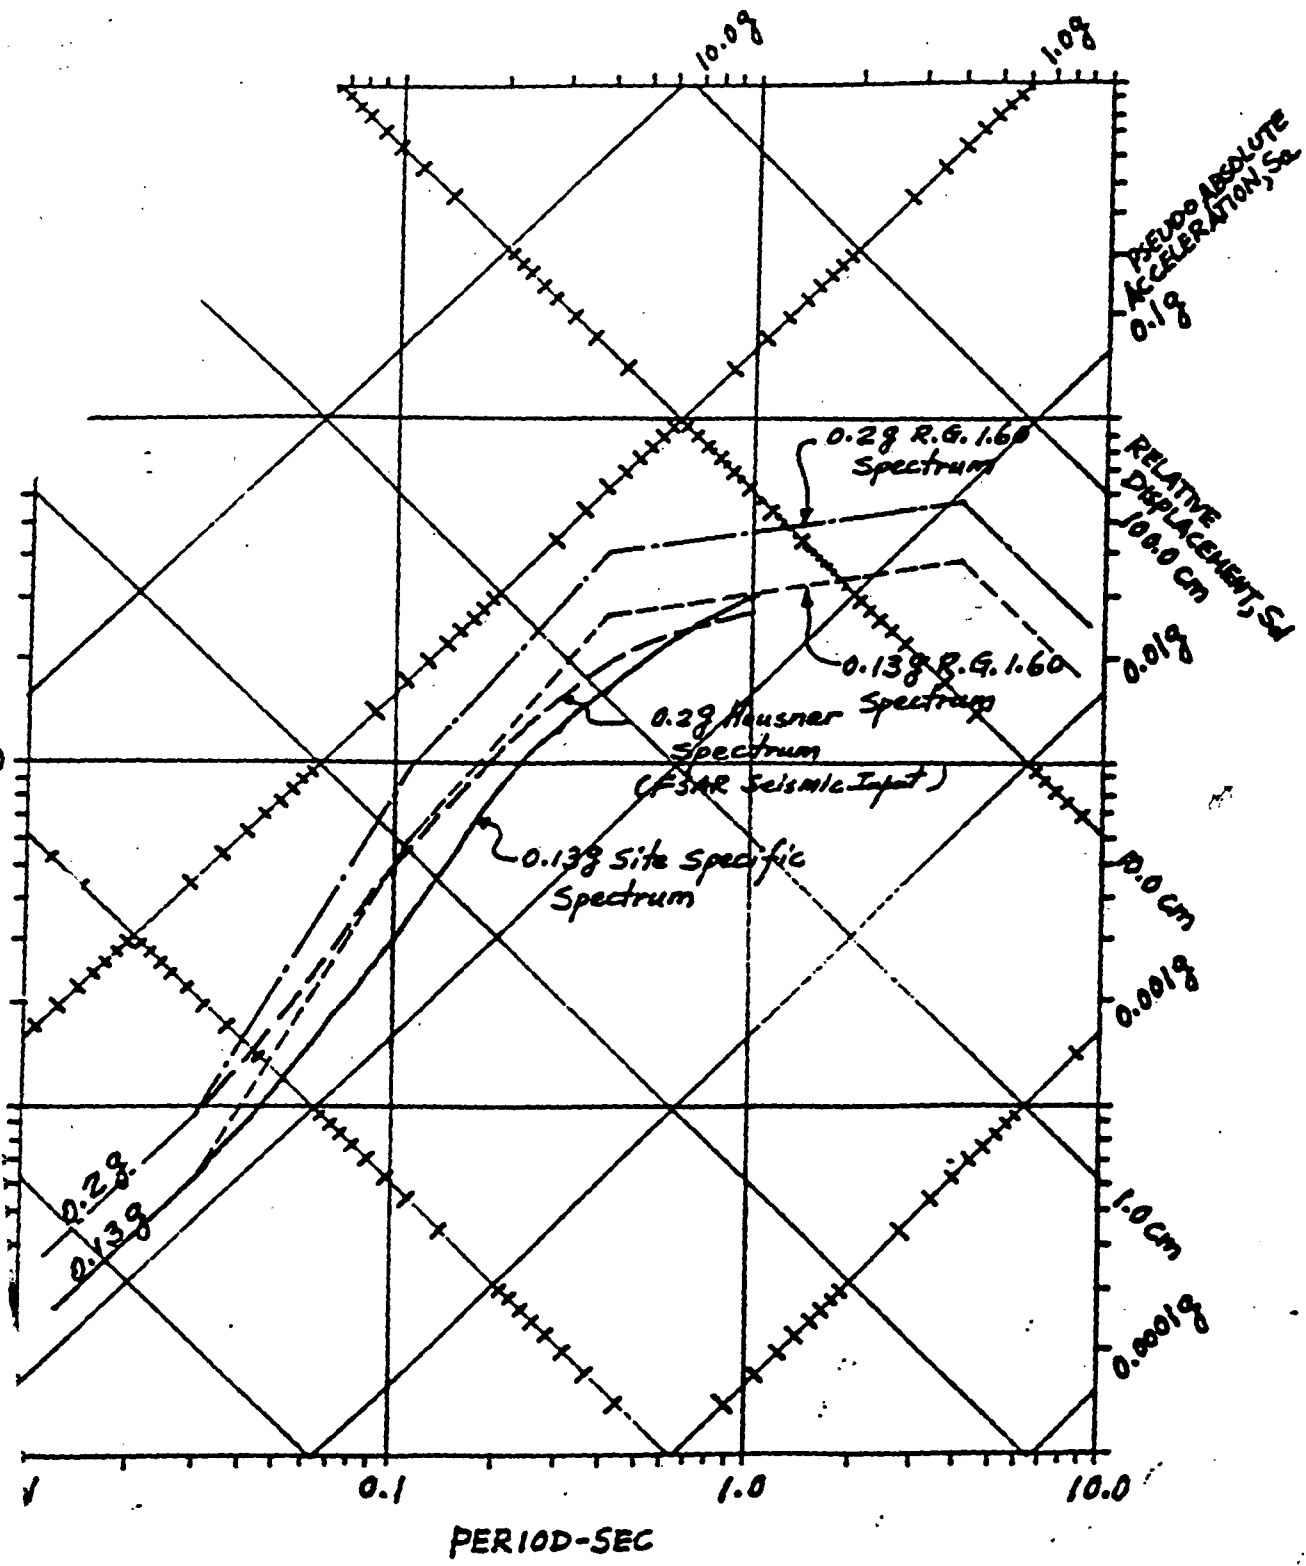 10.0g
1.0g
PSEUDO ABSOLUTE
ACCELERATION, Sa
0.1g
0.2g R.G. 1.60
Spectrum
RELATIVE
DISPLACEMENT, Sd
100.0 cm
0.01g
0.13g R.G. 1.60
Spectrum
0.2g Housner
Spectrum
(FSAR Seismic Input)
0.13g Site Specific
Spectrum
10.0 cm
0.001g
0.2g
0.13g
1.0 cm
0.0001g
0.1
1.0
10.0
PERIOD-SEC